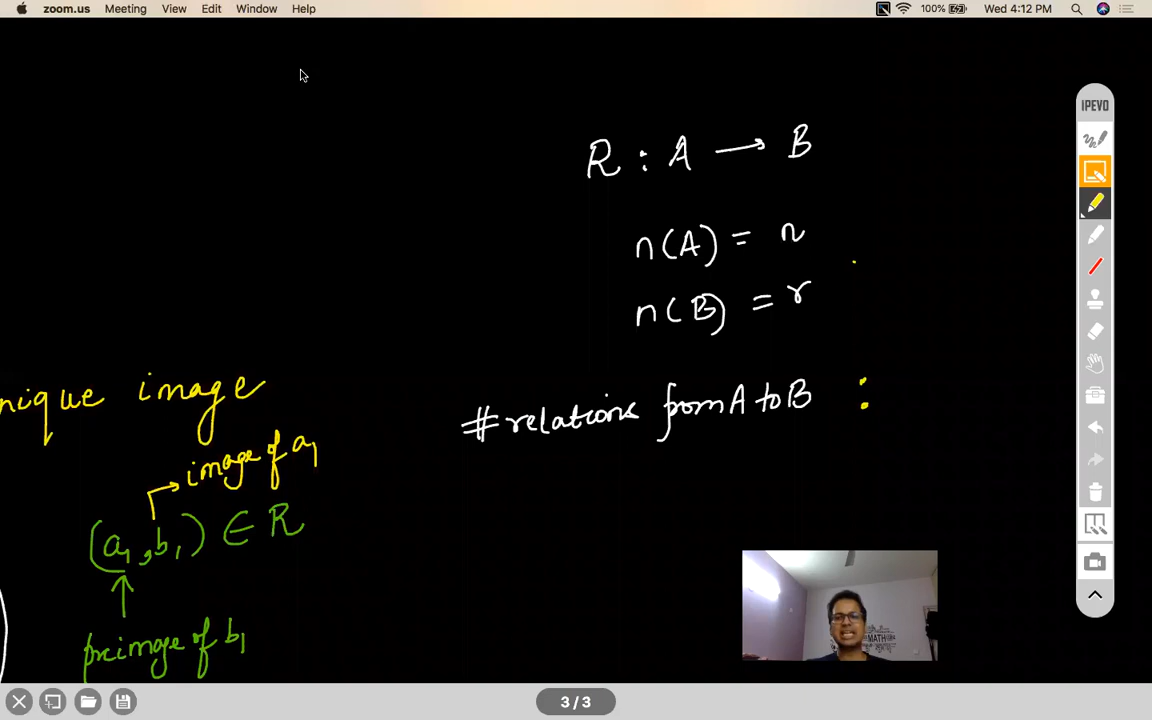 zoom.us Meeting View Edit Window Help 100% Wed 4:12 PM
IPEVO
R : A → B
n(A) = n
n(B) = r
# relations from A to B :
nique image
image of a₁
(a₁, b₁) ∈ R
preimage of b₁
MATH
3 / 3